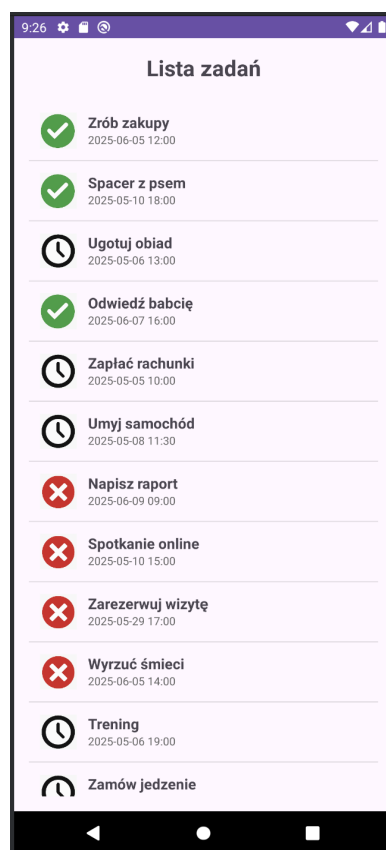 9:26
Lista zadań
Zrób zakupy
2025-06-05 12:00
Spacer z psem
2025-05-10 18:00
Ugotuj obiad
2025-05-06 13:00
Odwiedź babcię
2025-06-07 16:00
Zapłać rachunki
2025-05-05 10:00
Umyj samochód
2025-05-08 11:30
Napisz raport
2025-06-09 09:00
Spotkanie online
2025-05-10 15:00
Zarezerwuj wizytę
2025-05-29 17:00
Wyrzuć śmieci
2025-06-05 14:00
Trening
2025-05-06 19:00
Zamów jedzenie